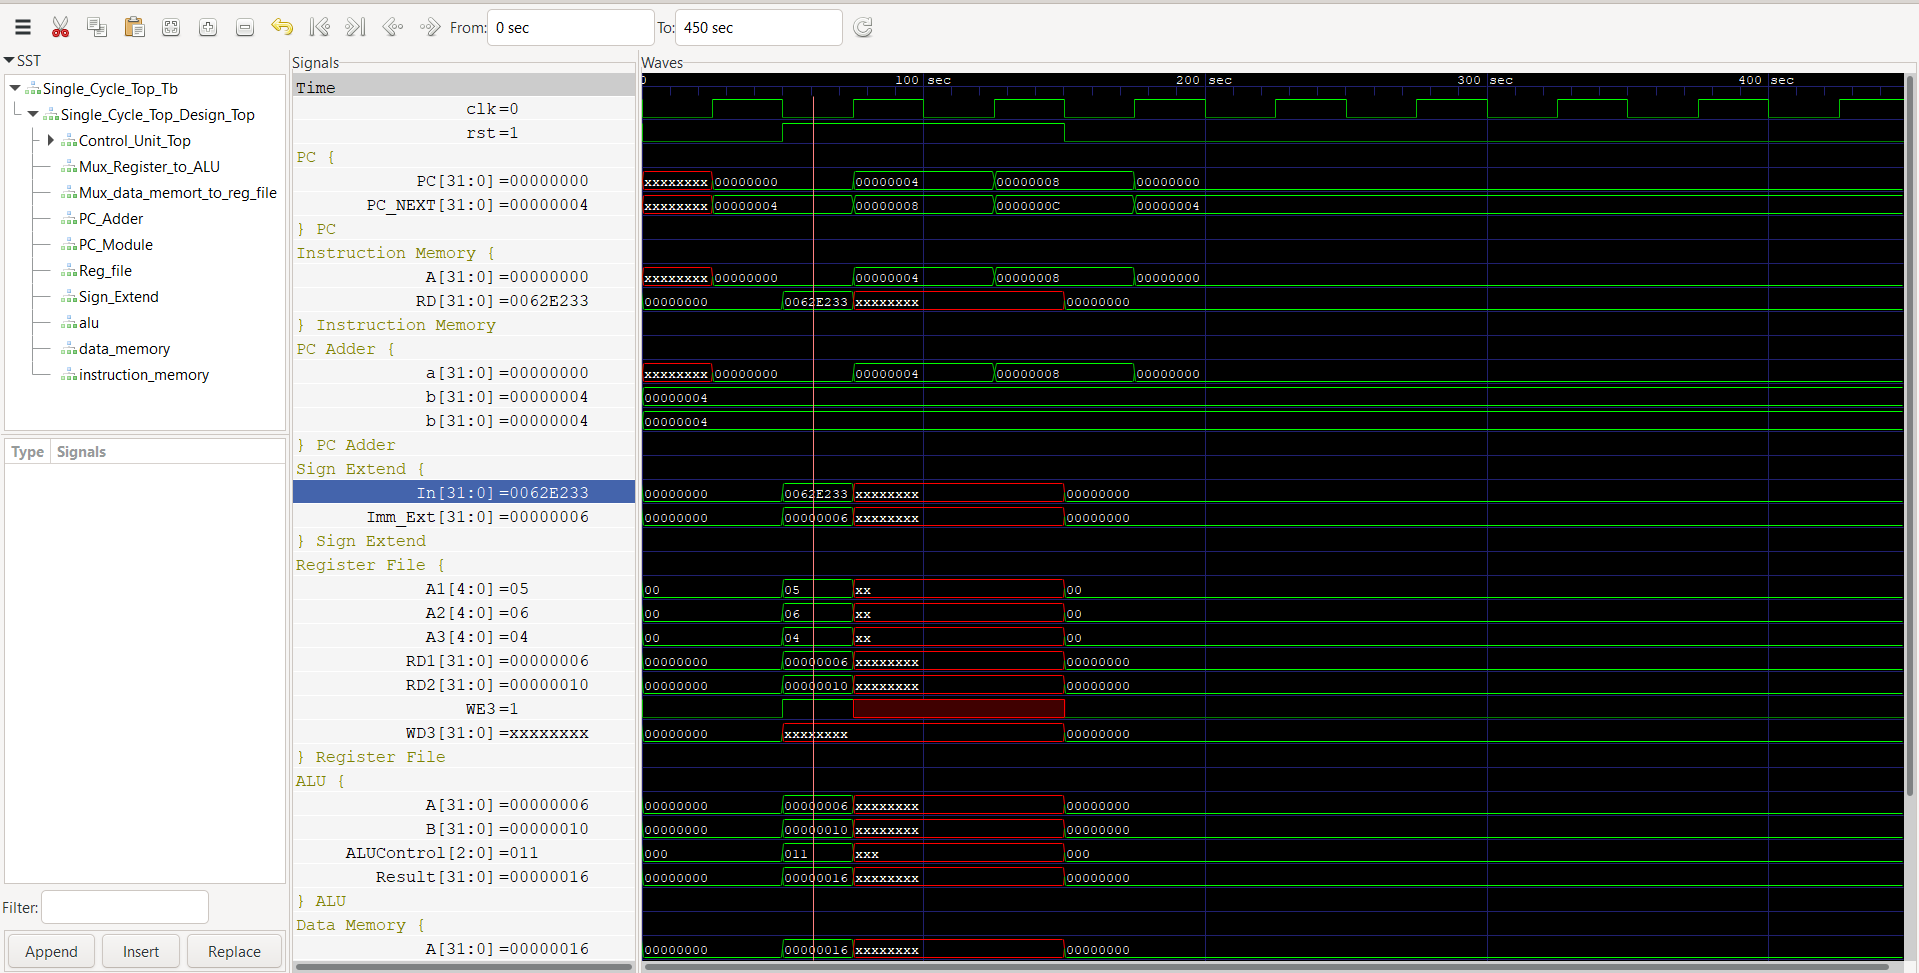 From: 0 sec To: 450 sec
SST
Single_Cycle_Top_Tb
Single_Cycle_Top_Design_Top
Control_Unit_Top
Mux_Register_to_ALU
Mux_data_memort_to_reg_file
PC_Adder
PC_Module
Reg_file
Sign_Extend
alu
data_memory
instruction_memory
Type Signals
Filter:
Append Insert Replace
Signals
Time
clk=0
rst=1
PC {
PC[31:0]=00000000
PC_NEXT[31:0]=00000004
} PC
Instruction Memory {
A[31:0]=00000000
RD[31:0]=0062E233
} Instruction Memory
PC Adder {
a[31:0]=00000000
b[31:0]=00000004
b[31:0]=00000004
} PC Adder
Sign Extend {
In[31:0]=0062E233
Imm_Ext[31:0]=00000006
} Sign Extend
Register File {
A1[4:0]=05
A2[4:0]=06
A3[4:0]=04
RD1[31:0]=00000006
RD2[31:0]=00000010
WE3=1
WD3[31:0]=xxxxxxxx
} Register File
ALU {
A[31:0]=00000006
B[31:0]=00000010
ALUControl[2:0]=011
Result[31:0]=00000016
} ALU
Data Memory {
A[31:0]=00000016
Waves
0 100 sec 200 sec 300 sec 400 sec
xxxxxxxx 00000000 00000004 00000008 00000000
xxxxxxxx 00000004 00000008 0000000C 00000004
xxxxxxxx 00000000 00000004 00000008 00000000
00000000 0062E233 xxxxxxxx 00000000
xxxxxxxx 00000000 00000004 00000008 00000000
00000004
00000004
00000000 0062E233 xxxxxxxx 00000000
00000000 00000006 xxxxxxxx 00000000
00 05 xx 00
00 06 xx 00
00 04 xx 00
00000000 00000006 xxxxxxxx 00000000
00000000 00000010 xxxxxxxx 00000000
00000000 xxxxxxxx 00000000
00000000 00000006 xxxxxxxx 00000000
00000000 00000010 xxxxxxxx 00000000
000 011 xxx 000
00000000 00000016 xxxxxxxx 00000000
00000000 00000016 xxxxxxxx 00000000